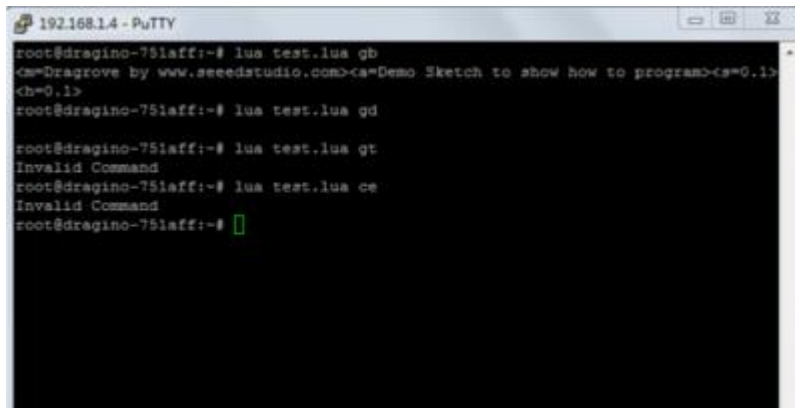 192.168.1.4 - PuTTY
root@dragino-751aff:~# lua test.lua gb
<m=Dragrove by www.seeedstudio.com><a=Demo Sketch to show how to program><s=0.1>
<h=0.1>
root@dragino-751aff:~# lua test.lua gd
root@dragino-751aff:~# lua test.lua gt
Invalid Command
root@dragino-751aff:~# lua test.lua ce
Invalid Command
root@dragino-751aff:~#